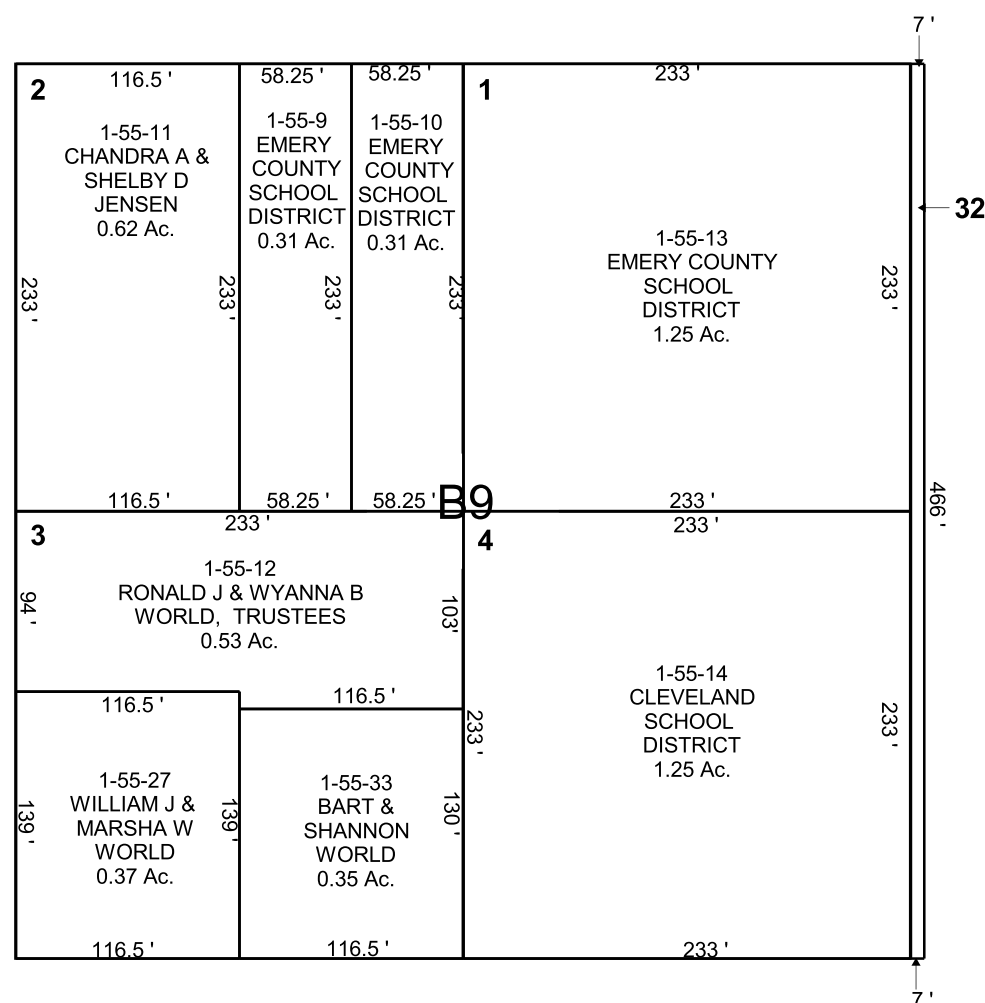 7 '
2
116.5 '
58.25 '
58.25 '
1
233 '
1-55-11
CHANDRA A &
SHELBY D
JENSEN
0.62 Ac.
1-55-9
EMERY
COUNTY
SCHOOL
DISTRICT
0.31 Ac.
1-55-10
EMERY
COUNTY
SCHOOL
DISTRICT
0.31 Ac.
32
1-55-13
EMERY COUNTY
SCHOOL
DISTRICT
1.25 Ac.
233 '
233 '
233 '
233 '
233 '
116.5 '
58.25 '
58.25 '
B9
233 '
466 '
3
233 '
4
233 '
1-55-12
RONALD J & WYANNA B
WORLD, TRUSTEES
0.53 Ac.
94 '
103'
116.5 '
116.5 '
1-55-14
CLEVELAND
SCHOOL
DISTRICT
1.25 Ac.
233 '
233 '
1-55-27
WILLIAM J &
MARSHA W
WORLD
0.37 Ac.
139 '
139 '
1-55-33
BART &
SHANNON
WORLD
0.35 Ac.
130 '
116.5 '
116.5 '
233 '
7 '